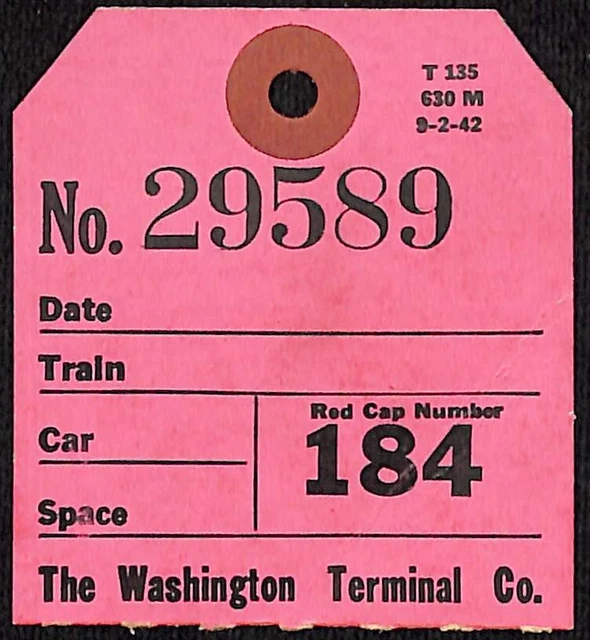 T 135
630 M
9-2-42
No. 29589
Date
Train
Red Cap Number
Car
184
Space
The Washington Terminal Co.